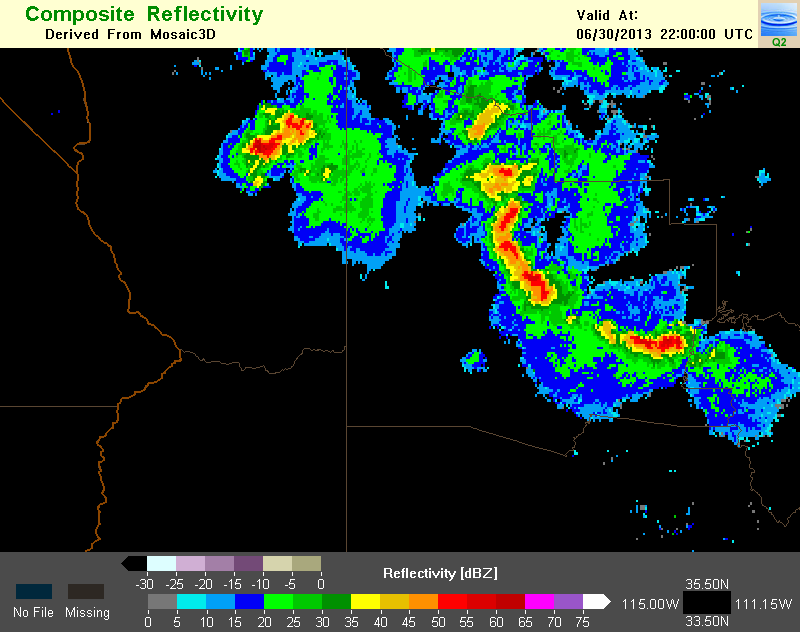 Composite Reflectivity
Derived From Mosaic3D
Valid At:
06/30/2013 22:00:00 UTC
Q2
No File
Missing
-30 -25 -20 -15 -10 -5 0
Reflectivity [dBZ]
0 5 10 15 20 25 30 35 40 45 50 55 60 65 70 75
35.50N
115.00W
111.15W
33.50N